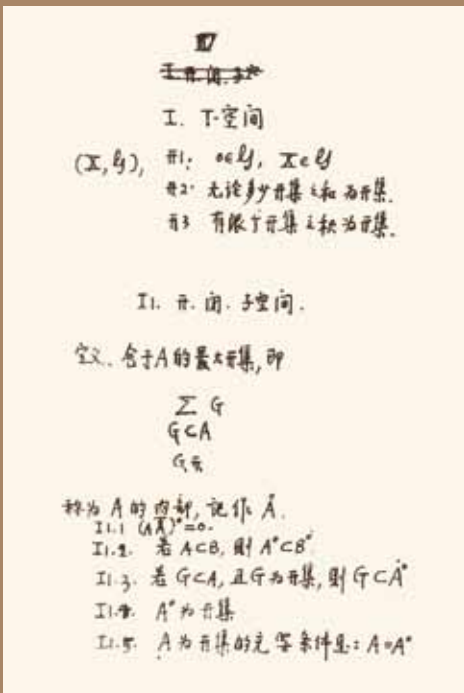 I. T-空间
(X, 𝒢), 开1: o∈𝒢, X∈𝒢
开2. 无论多少开集之和为开集.
开3 有限个开集之积为开集.
I1. 开.闭.子空间.
定义. 含于A的最大开集,即
∑ G
G⊂A
G开
称为 A 的内部, 记作 Å.
I1.1 =o.
I1.2. 若 A⊂B, 则 A°⊂B°
I1.3. 若 G⊂A, 且G为开集, 则 G⊂A°
I1.4. A°为开集
I1.5. A为开集的充要条件是: A=A°